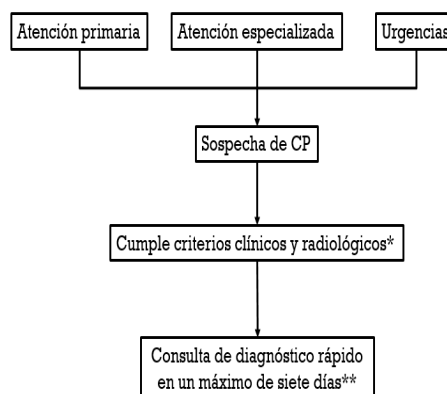 Atención primaria
Atención especializada
Urgencias
Sospecha de CP
Cumple criterios clínicos y radiológicos*
Consulta de diagnóstico rápido
en un máximo de siete días**